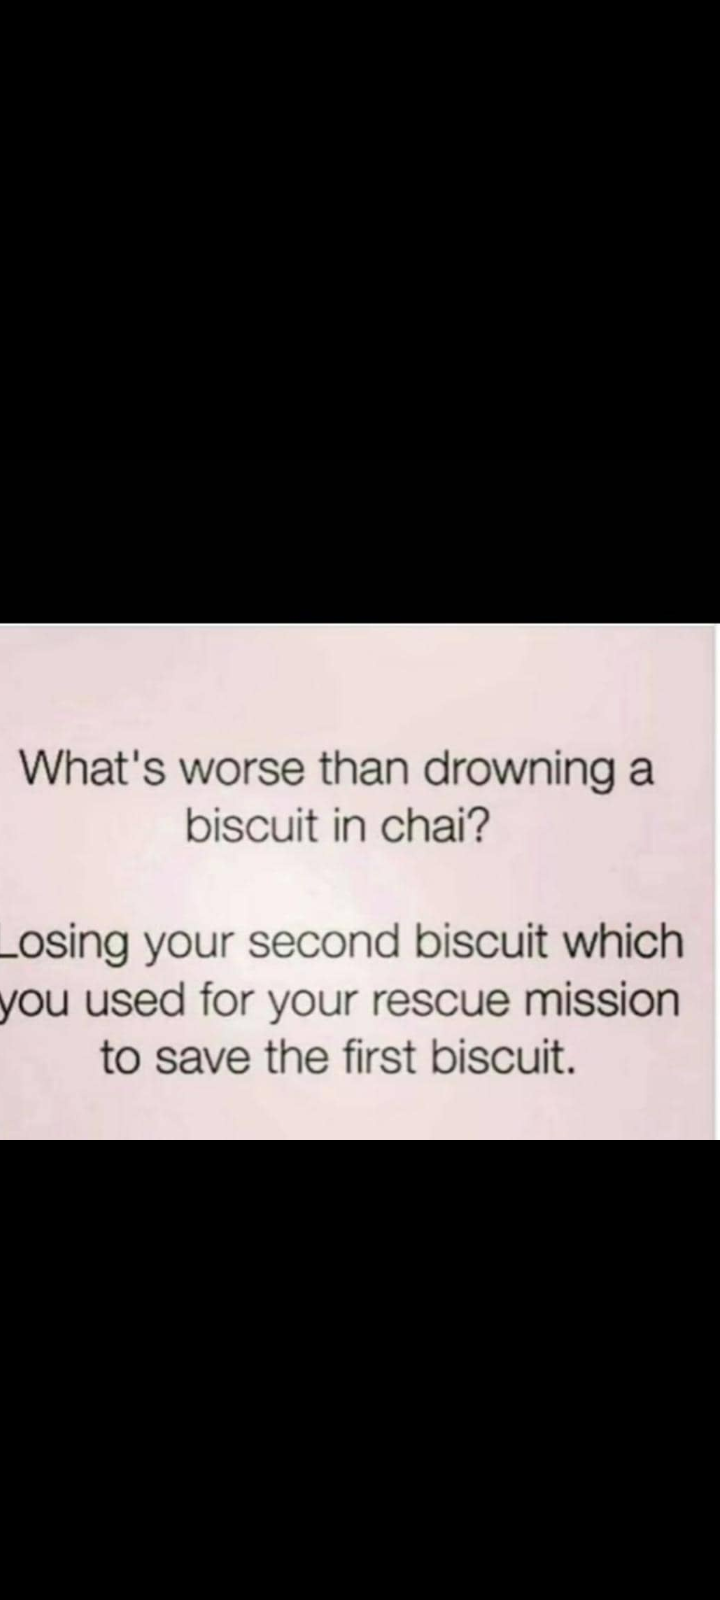 What's worse than drowning a
biscuit in chai?
Losing your second biscuit which
you used for your rescue mission
to save the first biscuit.